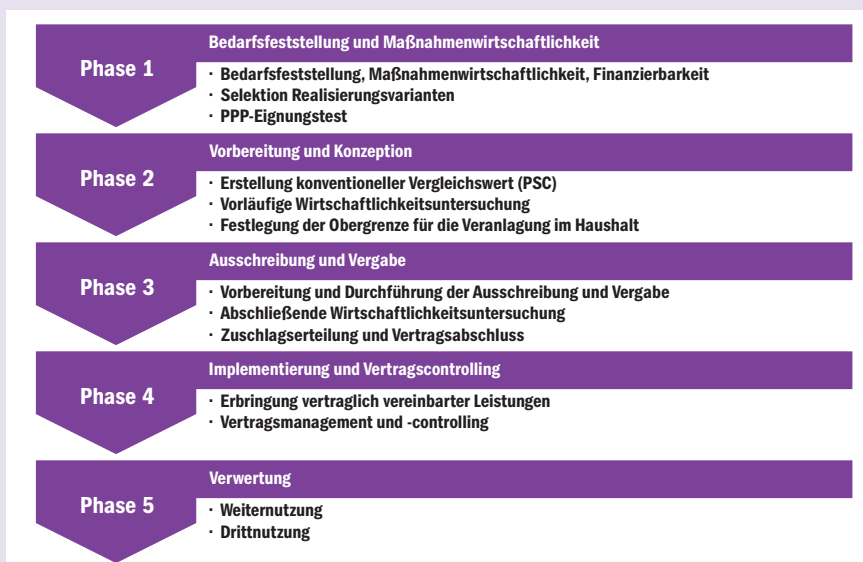 Phase 1
Bedarfsfeststellung und Maßnahmenwirtschaftlichkeit
· Bedarfsfeststellung, Maßnahmenwirtschaftlichkeit, Finanzierbarkeit
· Selektion Realisierungsvarianten
· PPP-Eignungstest
Phase 2
Vorbereitung und Konzeption
· Erstellung konventioneller Vergleichswert (PSC)
· Vorläufige Wirtschaftlichkeitsuntersuchung
· Festlegung der Obergrenze für die Veranlagung im Haushalt
Phase 3
Ausschreibung und Vergabe
· Vorbereitung und Durchführung der Ausschreibung und Vergabe
· Abschließende Wirtschaftlichkeitsuntersuchung
· Zuschlagserteilung und Vertragsabschluss
Phase 4
Implementierung und Vertragscontrolling
· Erbringung vertraglich vereinbarter Leistungen
· Vertragsmanagement und -controlling
Phase 5
Verwertung
· Weiternutzung
· Drittnutzung